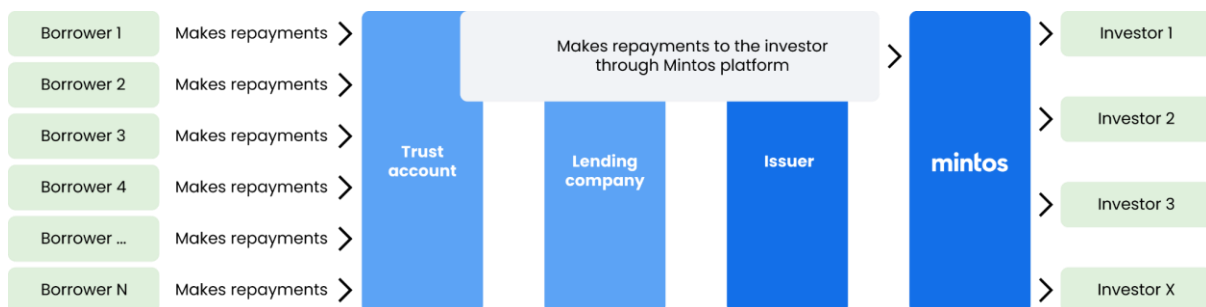 Borrower 1
Makes repayments
Borrower 2
Makes repayments
Borrower 3
Makes repayments
Borrower 4
Makes repayments
Borrower ...
Makes repayments
Borrower N
Makes repayments
Trust
account
Makes repayments to the investor
through Mintos platform
Lending
company
Issuer
mintos
Investor 1
Investor 2
Investor 3
Investor X